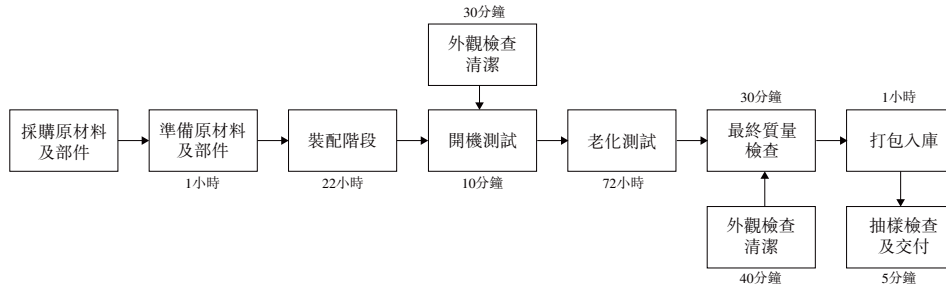 30分鐘
外觀檢查
清潔
採購原材料
及部件
準備原材料
及部件
1小時
裝配階段
22小時
開機測試
10分鐘
老化測試
72小時
30分鐘
最終質量
檢查
1小時
打包入庫
外觀檢查
清潔
40分鐘
抽樣檢查
及交付
5分鐘